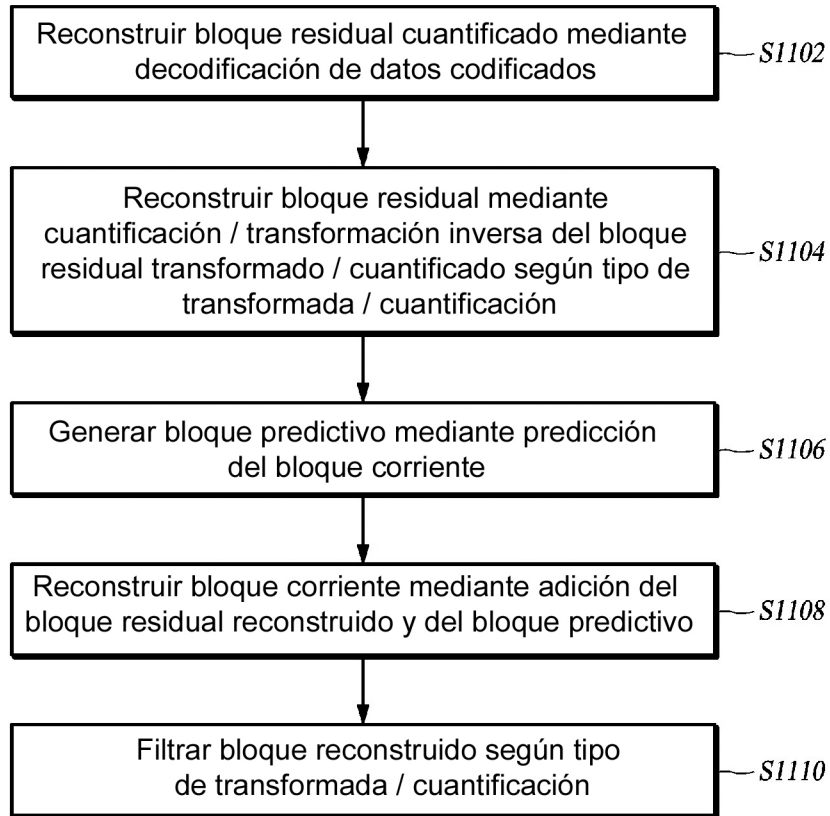 Reconstruir bloque residual cuantificado mediante
decodificación de datos codificados
S1102
Reconstruir bloque residual mediante
cuantificación / transformación inversa del bloque
residual transformado / cuantificado según tipo de
transformada / cuantificación
S1104
Generar bloque predictivo mediante predicción
del bloque corriente
S1106
Reconstruir bloque corriente mediante adición del
bloque residual reconstruido y del bloque predictivo
S1108
Filtrar bloque reconstruido según tipo
de transformada / cuantificación
S1110